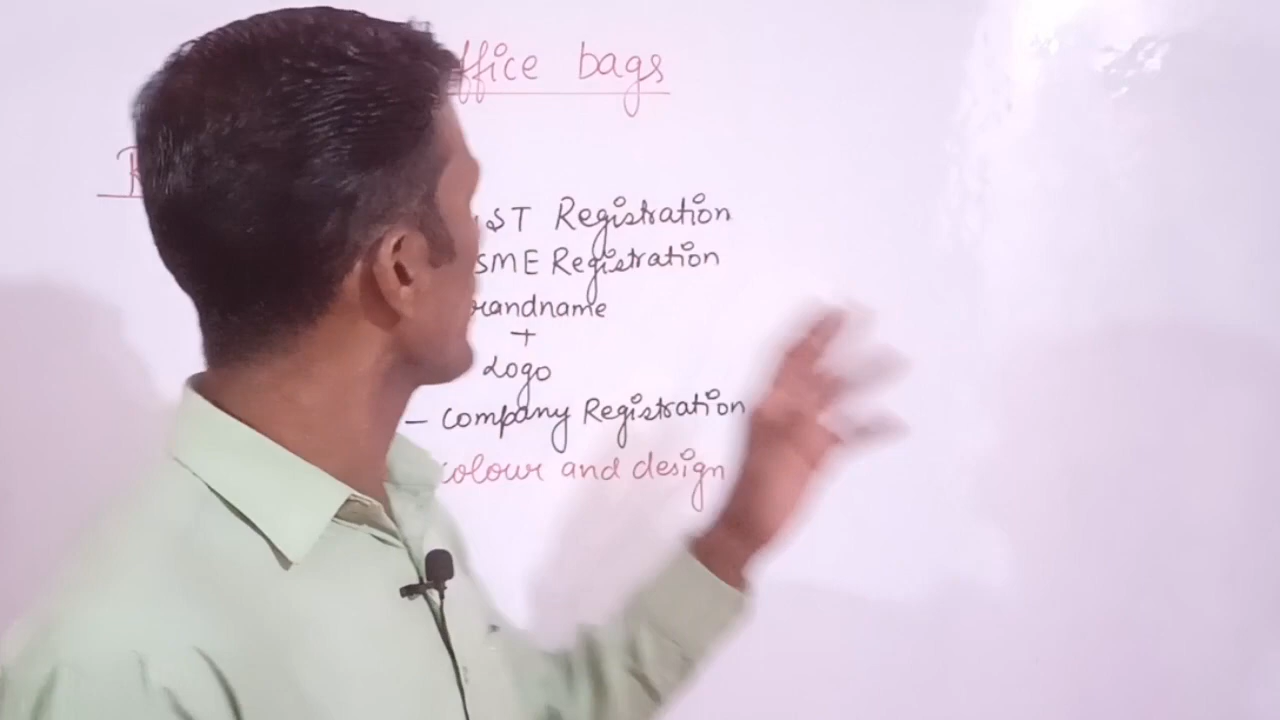 ffice bags
R
ST Registration
SME Registration
randname
+
Logo
- Company Registration
colour and design